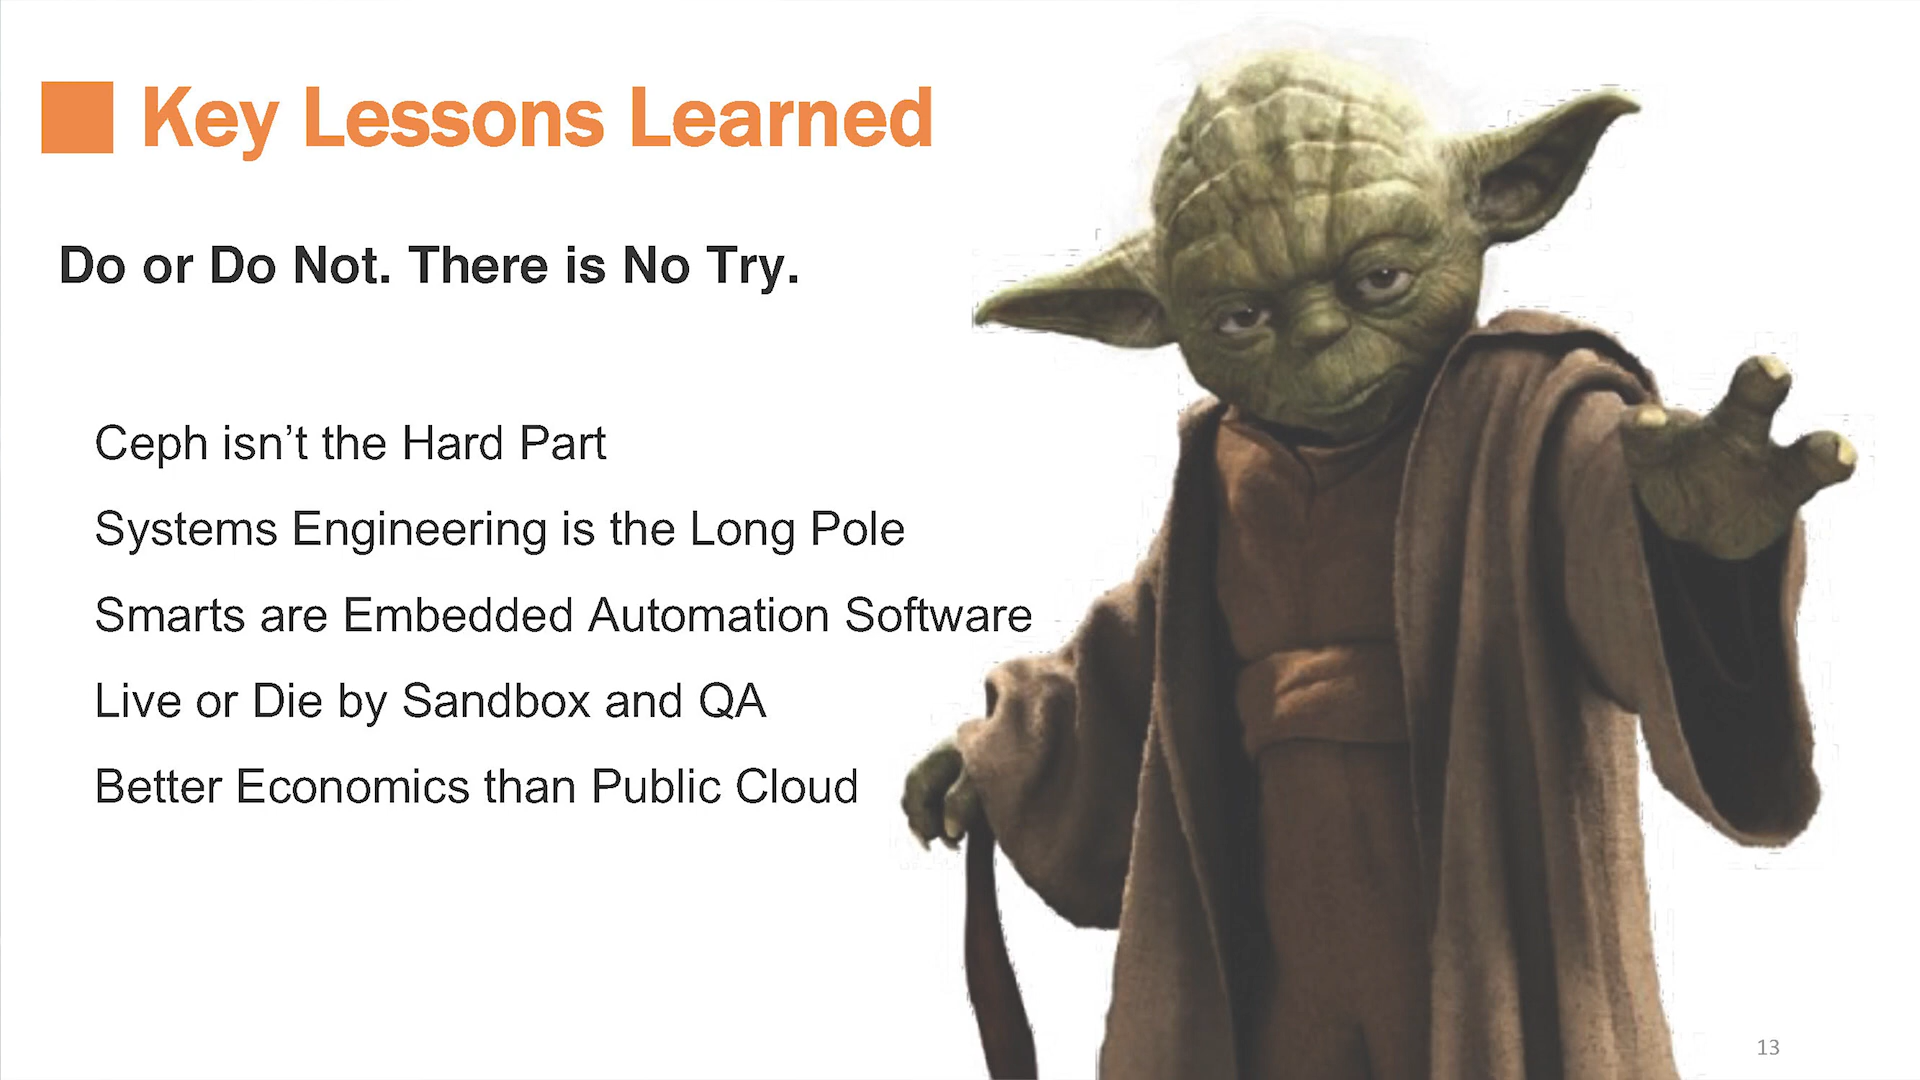 Key Lessons Learned
Do or Do Not. There is No Try.
Ceph isn’t the Hard Part
Systems Engineering is the Long Pole
Smarts are Embedded Automation Software
Live or Die by Sandbox and QA
Better Economics than Public Cloud
13